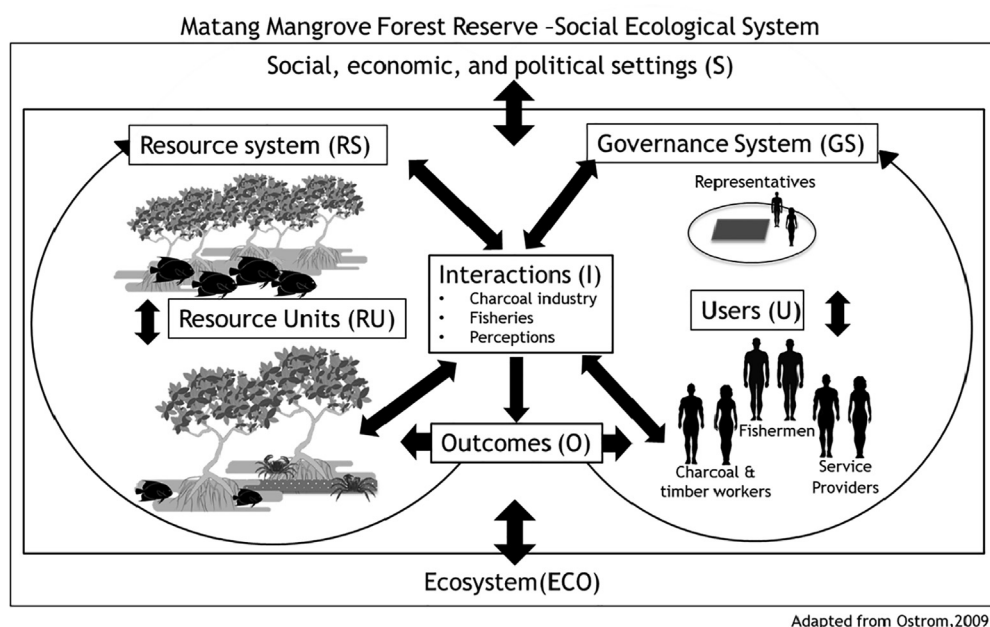 Matang Mangrove Forest Reserve –Social Ecological System
Social, economic, and political settings (S)
Resource system (RS)
Governance System (GS)
Representatives
Interactions (I)
• Charcoal industry
• Fisheries
• Perceptions
Resource Units (RU)
Users (U)
Outcomes (O)
Fishermen
Charcoal &
timber workers
Service
Providers
Ecosystem(ECO)
Adapted from Ostrom,2009